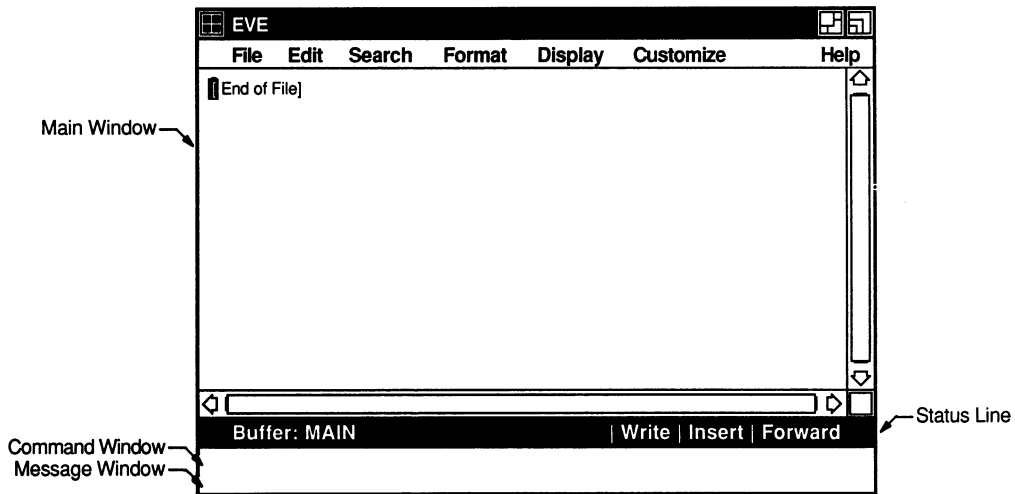 EVE
File Edit Search Format Display Customize Help
[End of File]
Main Window
Status Line
Buffer: MAIN | Write | Insert | Forward
Command Window
Message Window